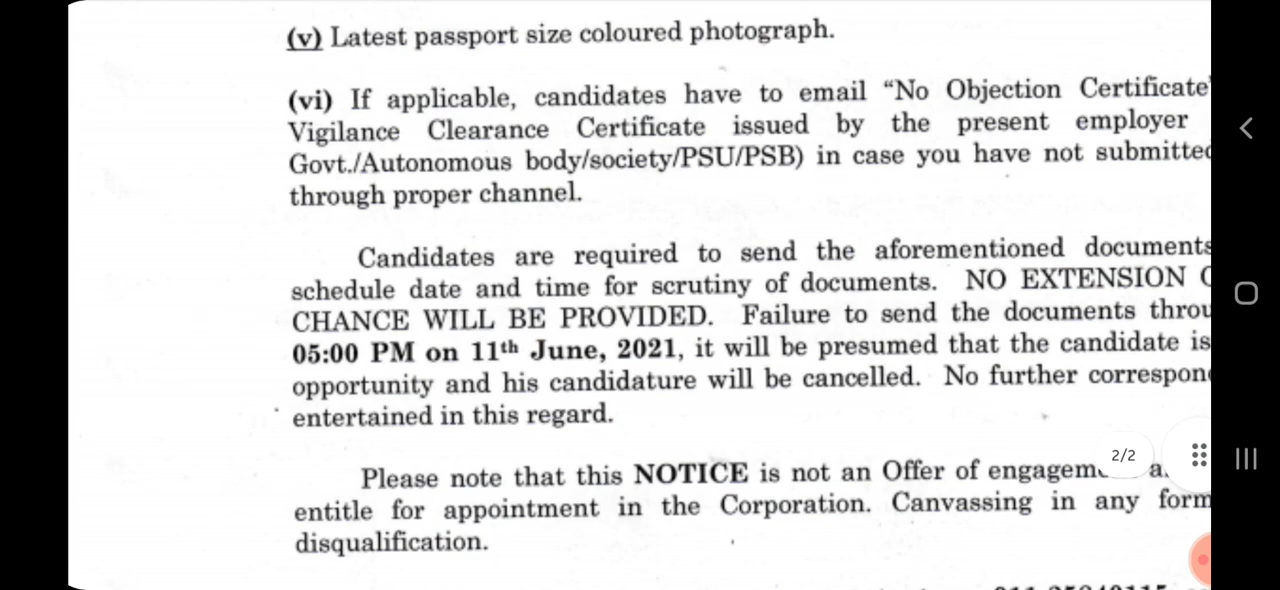 (v) Latest passport size coloured photograph.
(vi) If applicable, candidates have to email “No Objection Certificate”
Vigilance Clearance Certificate issued by the present employer
Govt./Autonomous body/society/PSU/PSB) in case you have not submitted
through proper channel.
Candidates are required to send the aforementioned documents
schedule date and time for scrutiny of documents. NO EXTENSION
CHANCE WILL BE PROVIDED. Failure to send the documents throu
05:00 PM on 11th June, 2021, it will be presumed that the candidate is
opportunity and his candidature will be cancelled. No further correspon
entertained in this regard.
2/2
Please note that this NOTICE is not an Offer of engagem
entitle for appointment in the Corporation. Canvassing in any form
disqualification.